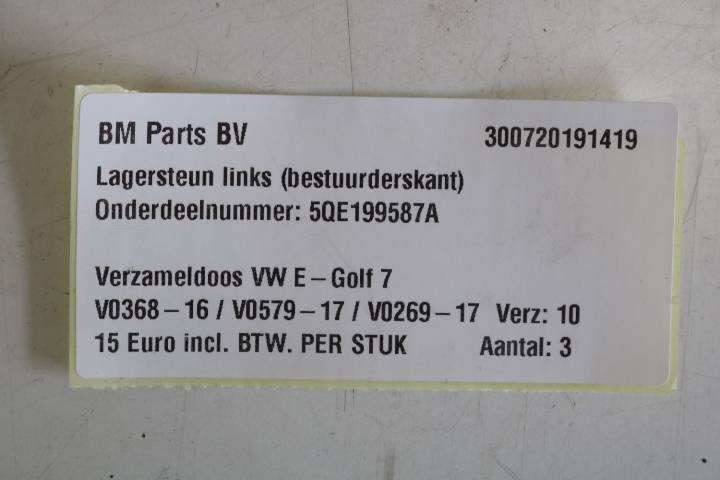 BM Parts BV 300720191419
Lagersteun links (bestuurderskant)
Onderdeelnummer: 5QE199587A
Verzameldoos VW E-Golf 7
V0368-16 / V0579-17 / V0269-17 Verz: 10
15 Euro incl. BTW. PER STUK Aantal: 3